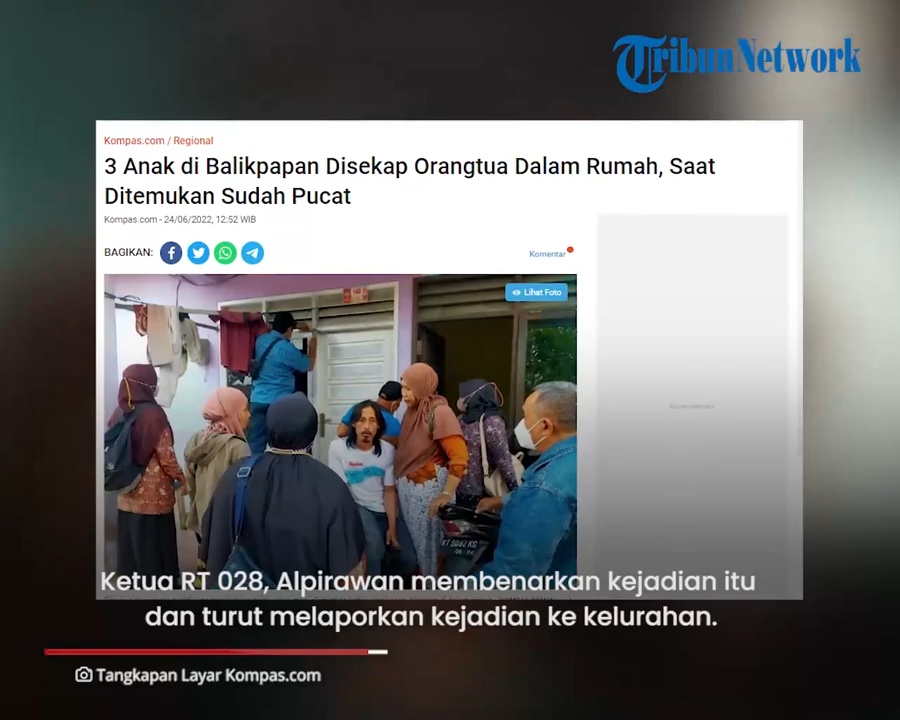 Tribun Network
Kompas.com / Regional
3 Anak di Balikpapan Disekap Orangtua Dalam Rumah, Saat
Ditemukan Sudah Pucat
Kompas.com - 24/06/2022, 12:52 WIB
BAGIKAN:
Komentar
Lihat Foto
Ketua RT 028, Alpirawan membenarkan kejadian itu
dan turut melaporkan kejadian ke kelurahan.
Tangkapan Layar Kompas.com